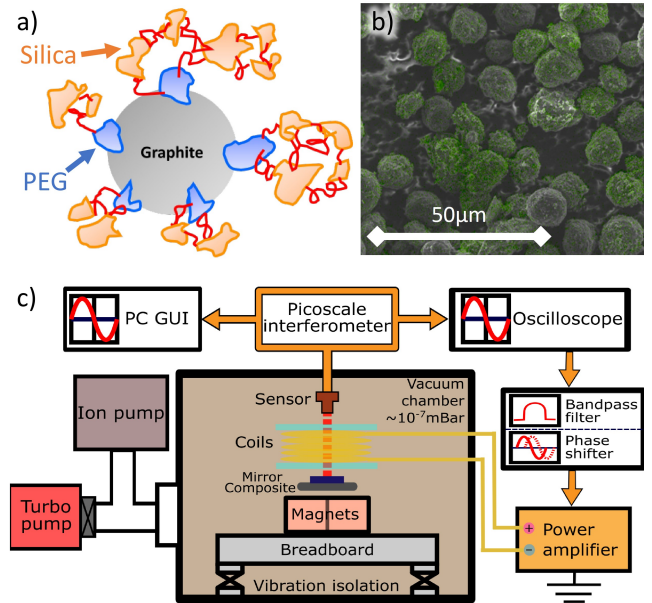 a)
Silica
Graphite
PEG
b)
50μm
c)
PC GUI
Picoscale
interferometer
Oscilloscope
Ion pump
Sensor
Vacuum
chamber
~10⁻⁷mBar
Bandpass
filter
Coils
Phase
shifter
Mirror
Composite
Turbo
pump
Magnets
+
Power
−
amplifier
Breadboard
Vibration isolation